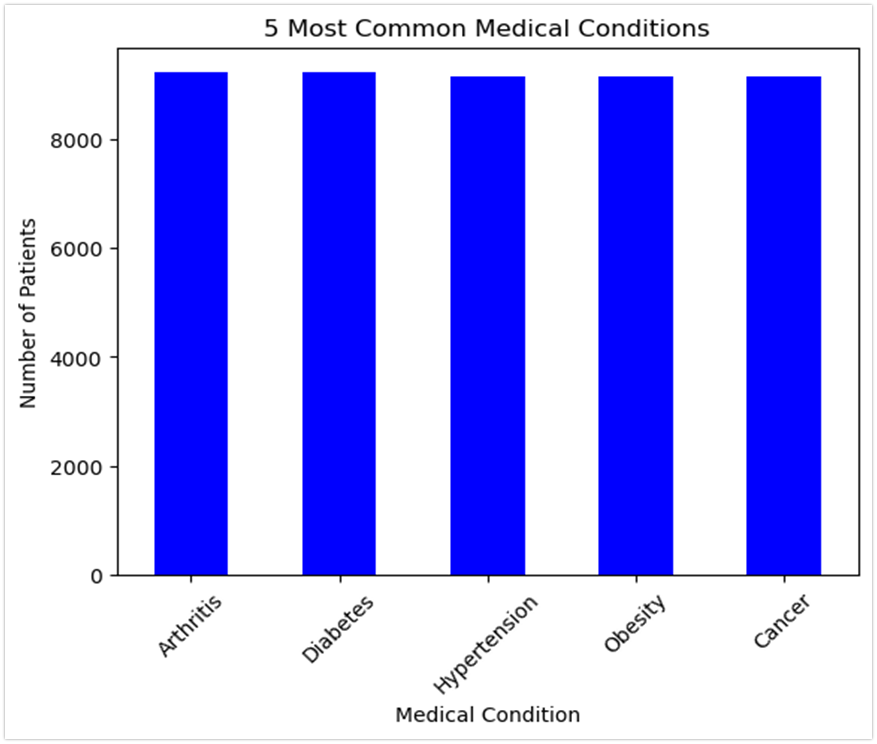 5 Most Common Medical Conditions
Number of Patients
8000
6000
4000
2000
0
Arthritis
Diabetes
Hypertension
Obesity
Cancer
Medical Condition